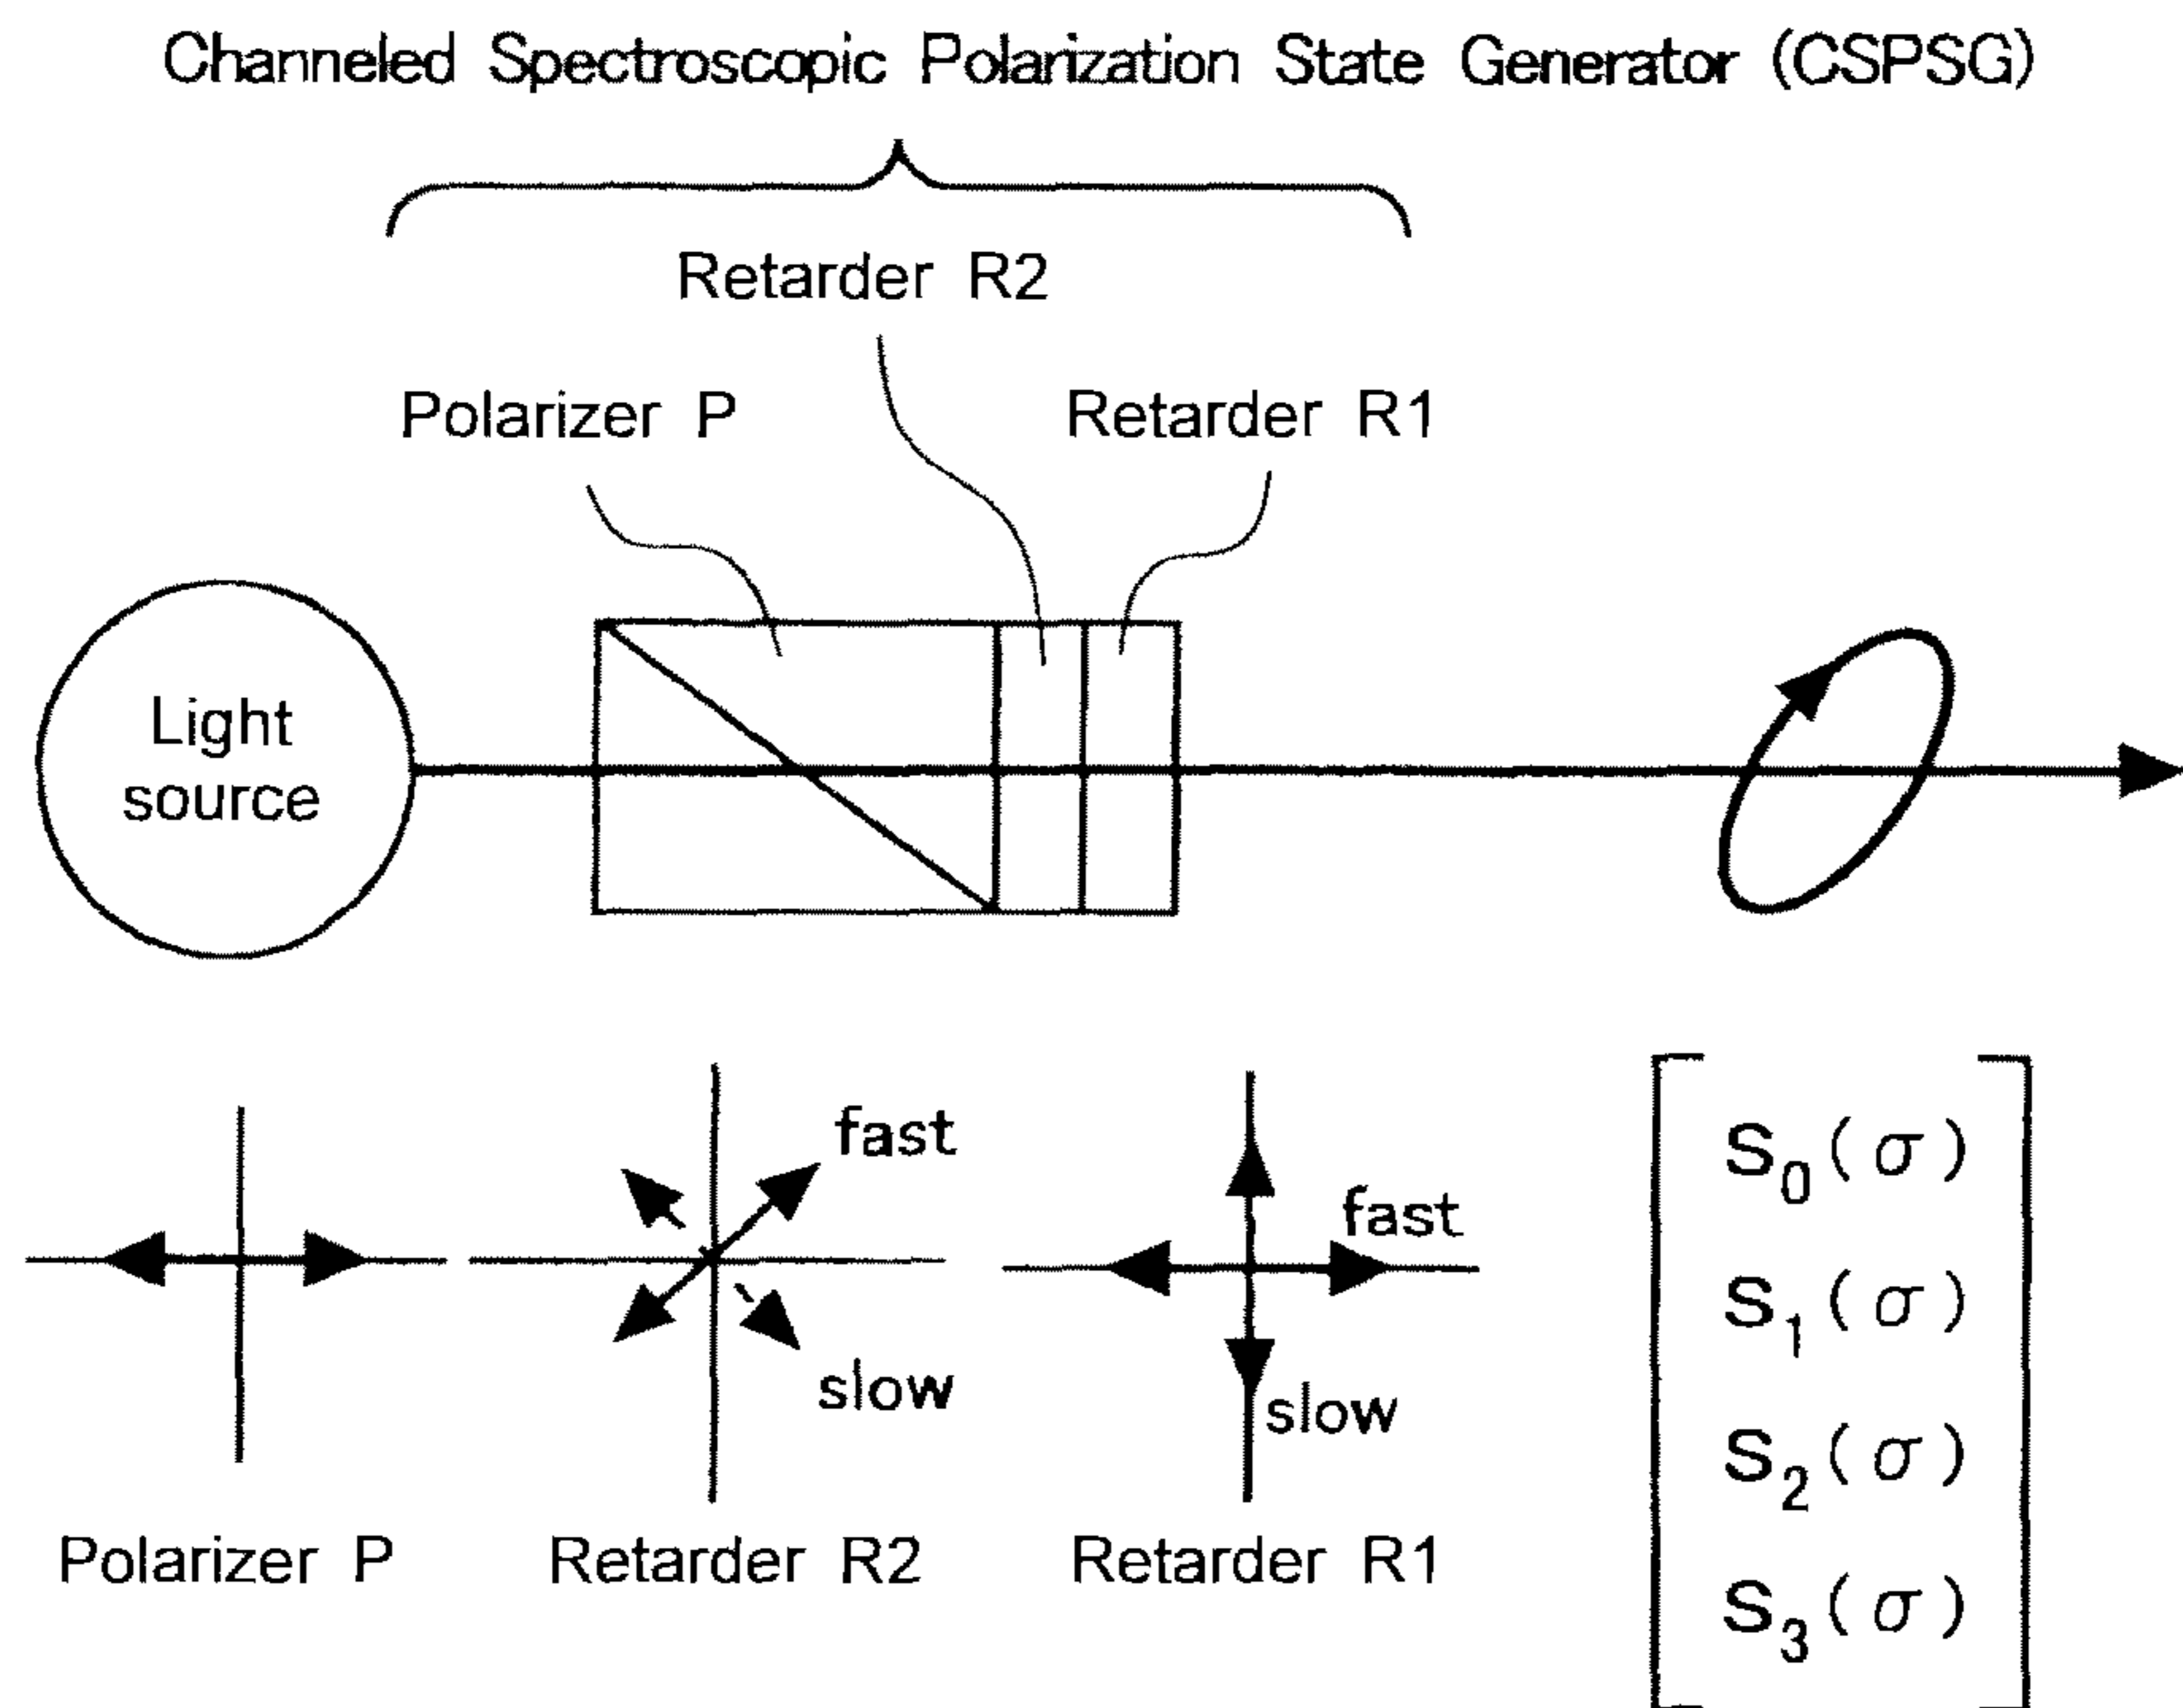 Channeled Spectroscopic Polarization State Generator (CSPSG)
Retarder R2
Polarizer P
Retarder R1
Light
source
fast
slow
fast
slow
Polarizer P
Retarder R2
Retarder R1
S0(σ)
S1(σ)
S2(σ)
S3(σ)